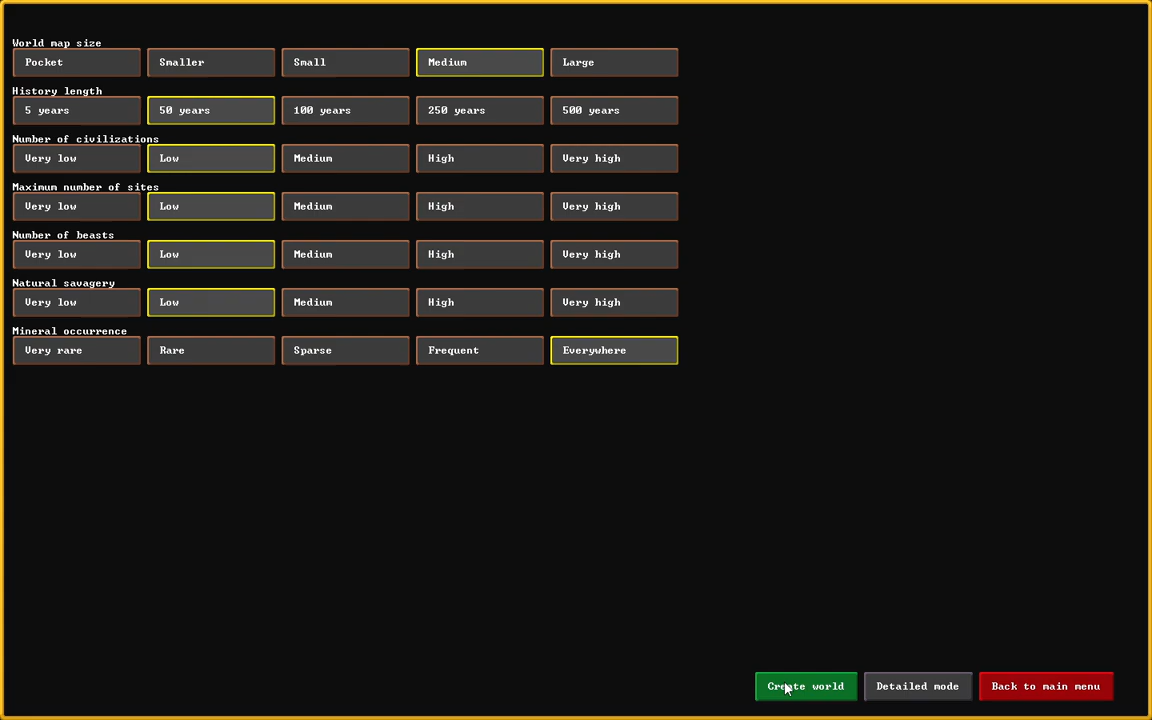 World map size
Pocket Smaller Small Medium Large
History length
5 years 50 years 100 years 250 years 500 years
Number of civilizations
Very low Low Medium High Very high
Maximum number of sites
Very low Low Medium High Very high
Number of beasts
Very low Low Medium High Very high
Natural savagery
Very low Low Medium High Very high
Mineral occurrence
Very rare Rare Sparse Frequent Everywhere
Create world Detailed mode Back to main menu